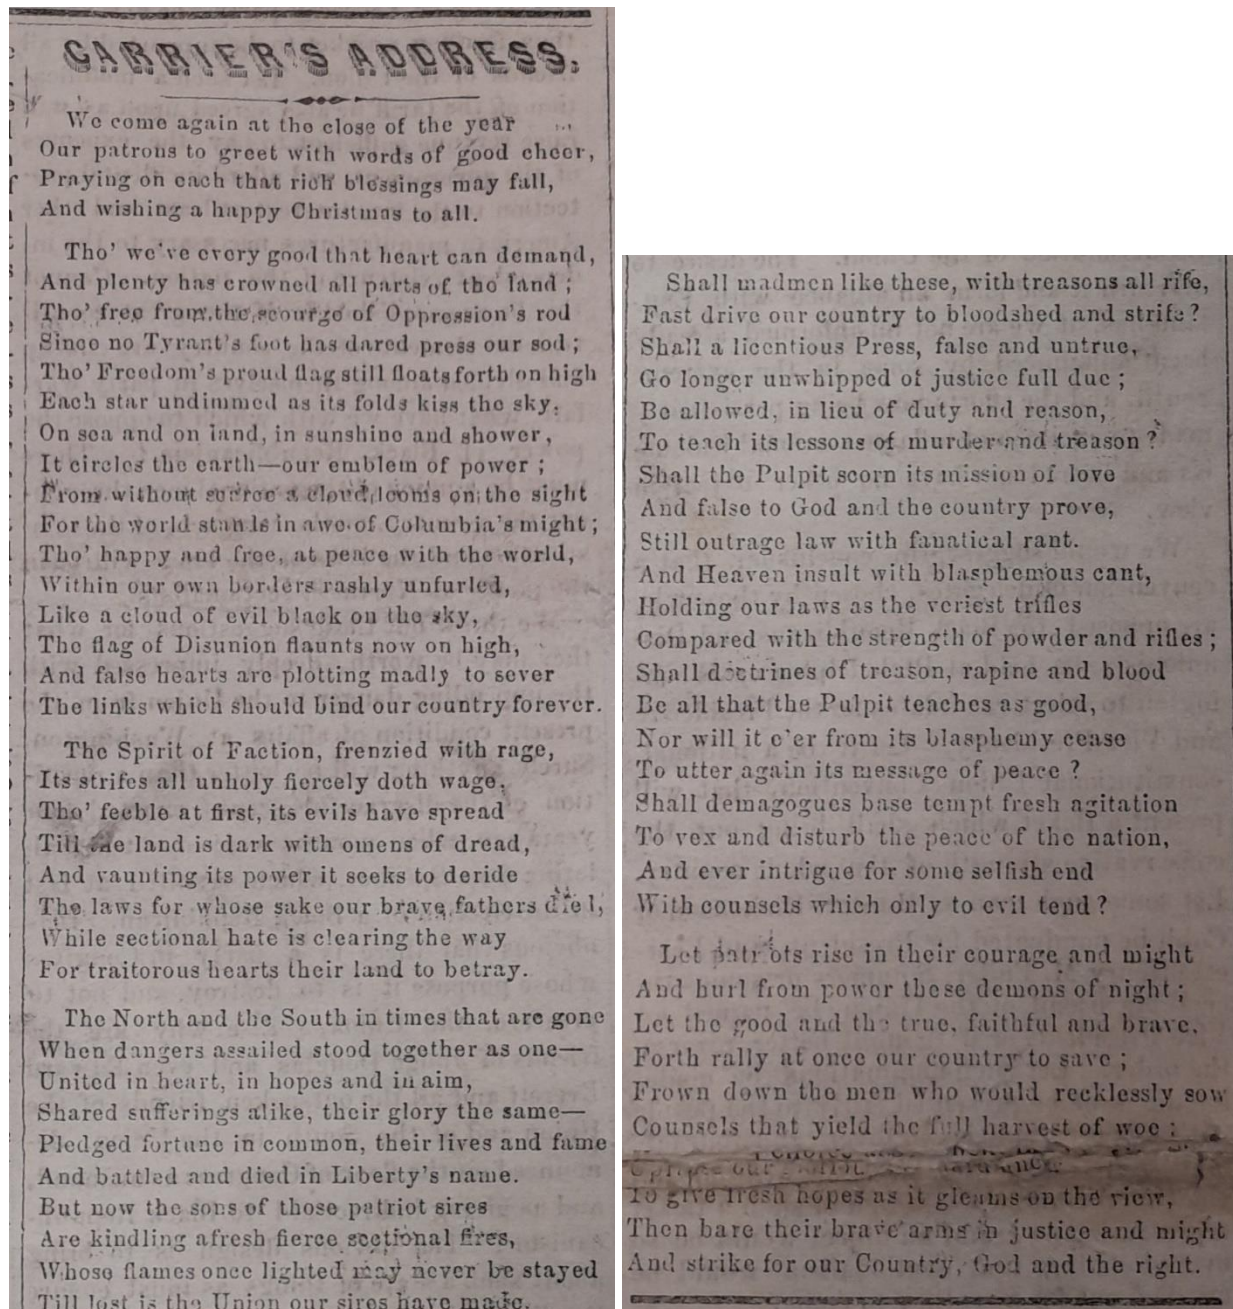 CARRIER'S ADDRESS.
We come again at the close of the year
Our patrons to greet with words of good cheer,
Praying on each that rich blessings may fall,
And wishing a happy Christmas to all.
Tho' we've every good that heart can demand,
And plenty has crowned all parts of the land ;
Tho' free from the scourge of Oppression's rod
Since no Tyrant's foot has dared press our sod ;
Tho' Freedom's proud flag still floats forth on high
Each star undimmed as its folds kiss the sky,
On sea and on land, in sunshine and shower,
It circles the earth—our emblem of power ;
From without scarce a cloud looms on the sight
For the world stands in awe of Columbia's might ;
Tho' happy and free, at peace with the world,
Within our own borders rashly unfurled,
Like a cloud of evil black on the sky,
The flag of Disunion flaunts now on high,
And false hearts are plotting madly to sever
The links which should bind our country forever.
The Spirit of Faction, frenzied with rage,
Its strifes all unholy fiercely doth wage,
Tho' feeble at first, its evils have spread
Till the land is dark with omens of dread,
And vaunting its power it seeks to deride
The laws for whose sake our brave fathers died,
While sectional hate is clearing the way
For traitorous hearts their land to betray.
The North and the South in times that are gone
When dangers assailed stood together as one—
United in heart, in hopes and in aim,
Shared sufferings alike, their glory the same—
Pledged fortune in common, their lives and fame
And battled and died in Liberty's name.
But now the sons of those patriot sires
Are kindling afresh fierce sectional fires,
Whose flames once lighted may never be stayed
Till lost is the Union our sires have made.
Shall madmen like these, with treasons all rife,
Fast drive our country to bloodshed and strife ?
Shall a licentious Press, false and untrue,
Go longer unwhipped of justice full due ;
Be allowed, in lieu of duty and reason,
To teach its lessons of murder and treason ?
Shall the Pulpit scorn its mission of love
And false to God and the country prove,
Still outrage law with fanatical rant.
And Heaven insult with blasphemous cant,
Holding our laws as the veriest trifles
Compared with the strength of powder and rifles ;
Shall doctrines of treason, rapine and blood
Be all that the Pulpit teaches as good,
Nor will it e'er from its blasphemy cease
To utter again its message of peace ?
Shall demagogues base tempt fresh agitation
To vex and disturb the peace of the nation,
And ever intrigue for some selfish end
With counsels which only to evil tend ?
Let patriots rise in their courage and might
And hurl from power these demons of night ;
Let the good and the true, faithful and brave,
Forth rally at once our country to save ;
Frown down the men who would recklessly sow
Counsels that yield the full harvest of woe ;
our
To give fresh hopes as it gleams on the view,
Then bare their brave arms in justice and might
And strike for our Country, God and the right.